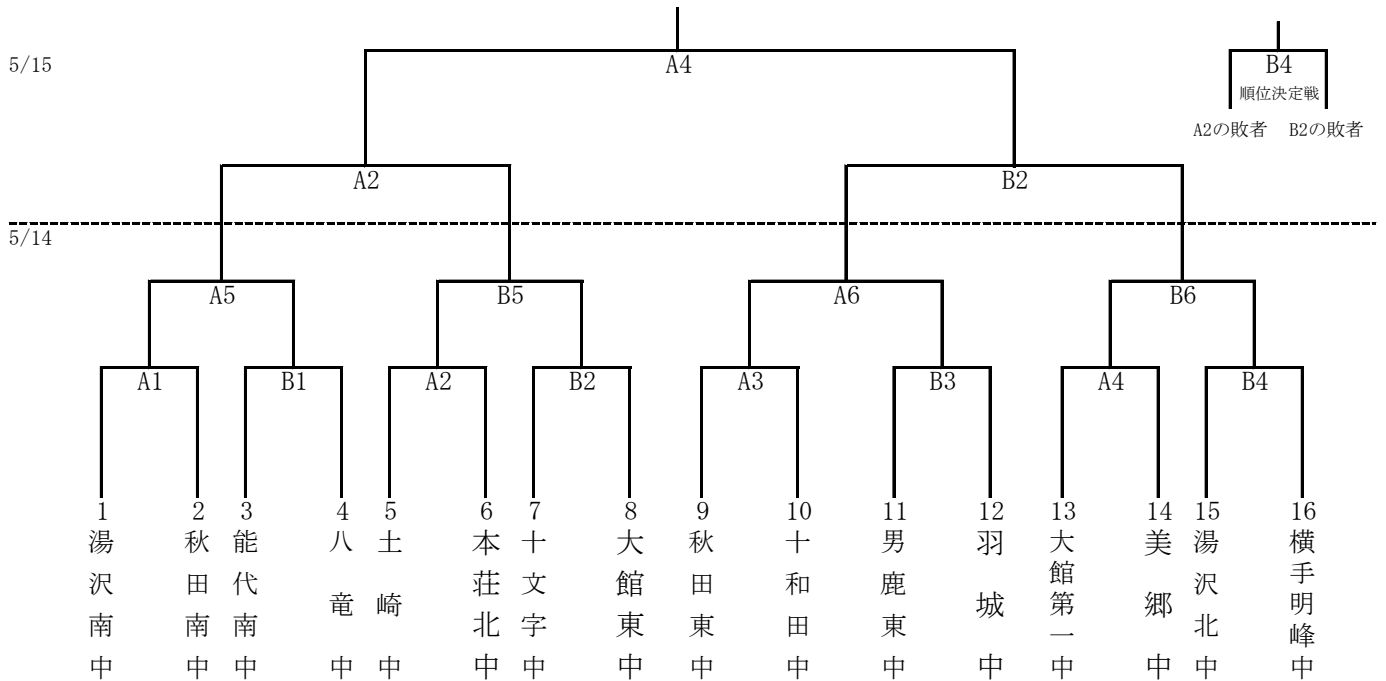 5/15
A4
B4
順位決定戦
A2の敗者 B2の敗者
A2
B2
5/14
A5
B5
A6
B6
A1
B1
A2
B2
A3
B3
A4
B4
1
湯沢南中
2
秋田南中
3
能代南中
4
八竜中
5
土崎中
6
本荘北中
7
十文字中
8
大館東中
9
秋田東中
10
十和田中
11
男鹿東中
12
羽城中
13
大館第一中
14
美郷中
15
湯沢北中
16
横手明峰中